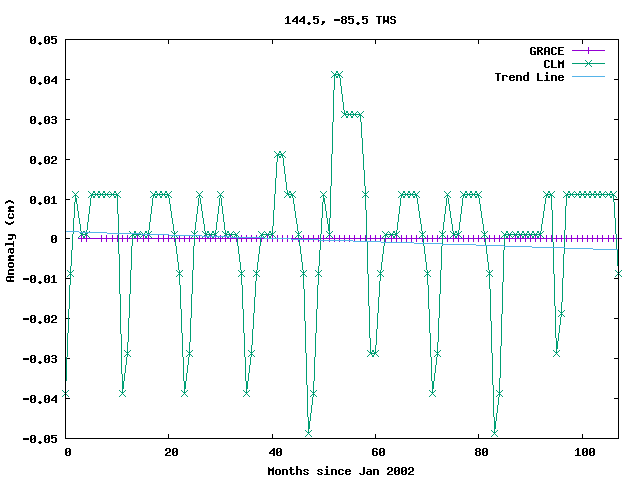 144.5, -85.5 TWS
0.05
GRACE
CLM
Trend Line
0.04
0.03
0.02
0.01
0
-0.01
-0.02
-0.03
-0.04
-0.05
Anomaly (cm)
0 20 40 60 80 100
Months since Jan 2002